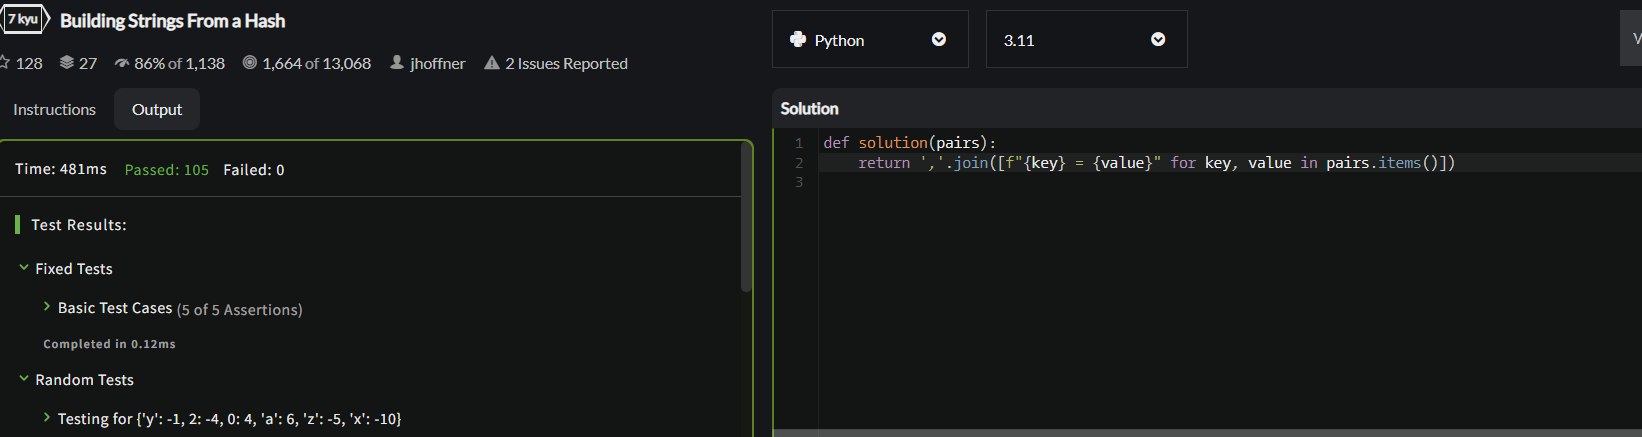 7 kyu Building Strings From a Hash
128 27 86% of 1,138 1,664 of 13,068 jhoffner 2 Issues Reported
Instructions Output
Time: 481ms Passed: 105 Failed: 0
Test Results:
Fixed Tests
Basic Test Cases (5 of 5 Assertions)
Completed in 0.12ms
Random Tests
Testing for {'y': -1, 2: -4, 0: 4, 'a': 6, 'z': -5, 'x': -10}
Python 3.11
Solution
1 def solution(pairs):
2 return ','.join([f"{key} = {value}" for key, value in pairs.items()])
3